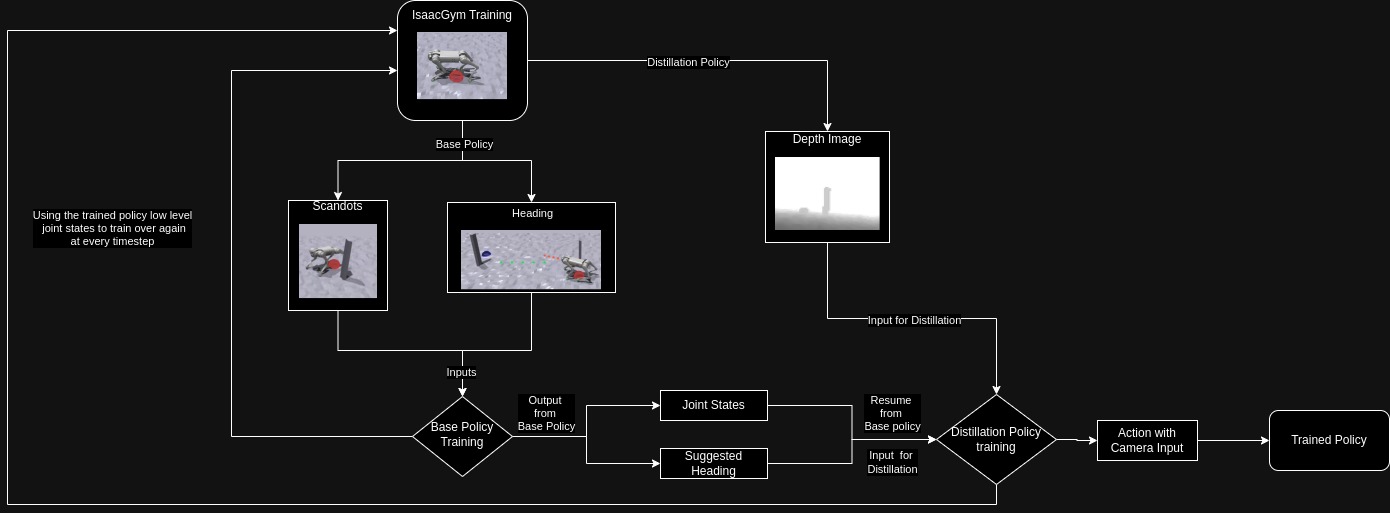 IsaacGym Training
Distillation Policy
Base Policy
Depth Image
Scandots
Heading
Using the trained policy low level
joint states to train over again
at every timestep
Input for Distillation
Inputs
Base Policy
Training
Output
from
Base Policy
Joint States
Suggested
Heading
Resume
from
Base policy
Input for
Distillation
Distillation Policy
training
Action with
Camera Input
Trained Policy